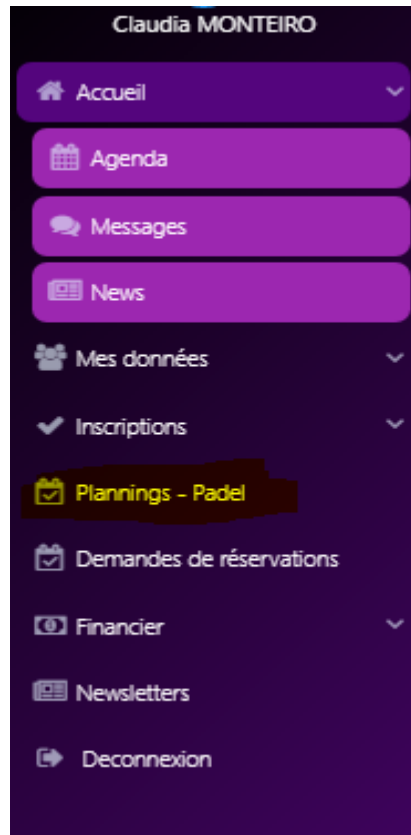 Claudia MONTEIRO
Accueil
Agenda
Messages
News
Mes données
Inscriptions
Plannings - Padel
Demandes de réservations
Financier
Newsletters
Deconnexion